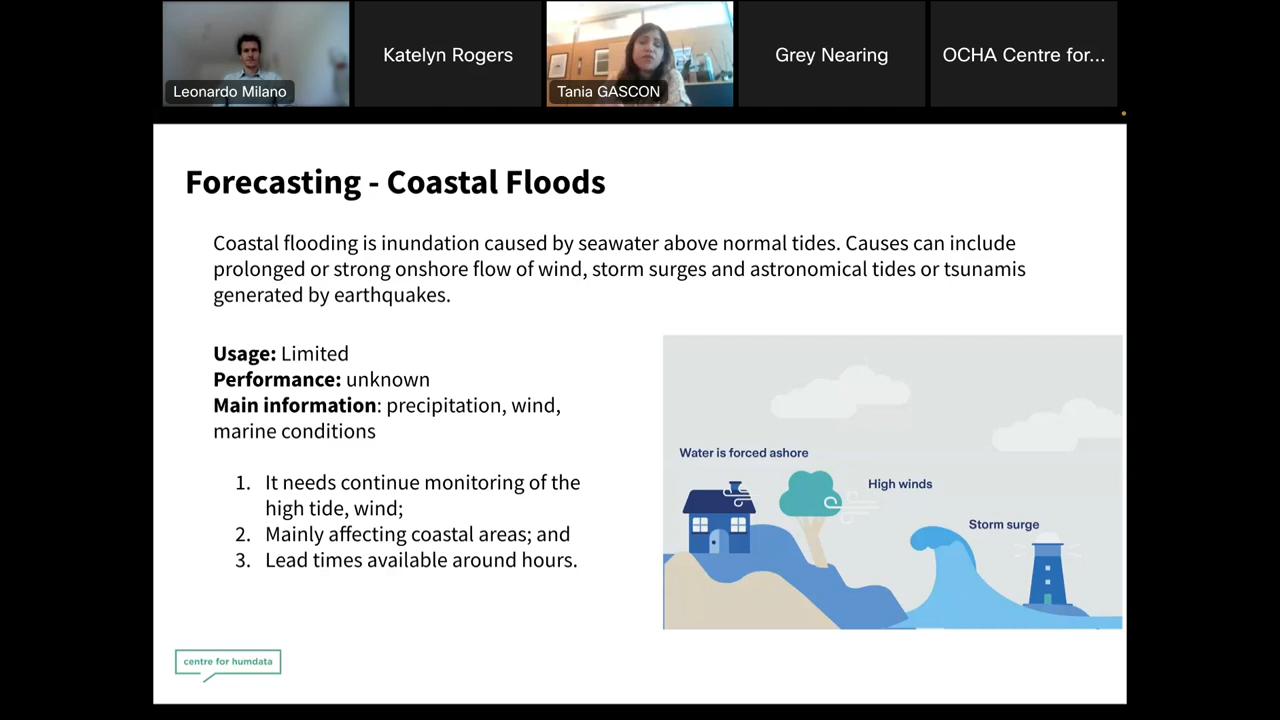 Leonardo Milano
Katelyn Rogers
Tania GASCON
Grey Nearing
OCHA Centre for...
Forecasting - Coastal Floods
Coastal flooding is inundation caused by seawater above normal tides. Causes can include
prolonged or strong onshore flow of wind, storm surges and astronomical tides or tsunamis
generated by earthquakes.
Usage: Limited
Performance: unknown
Main information: precipitation, wind,
marine conditions
1. It needs continue monitoring of the
high tide, wind;
2. Mainly affecting coastal areas; and
3. Lead times available around hours.
Water is forced ashore
High winds
Storm surge
centre for humdata